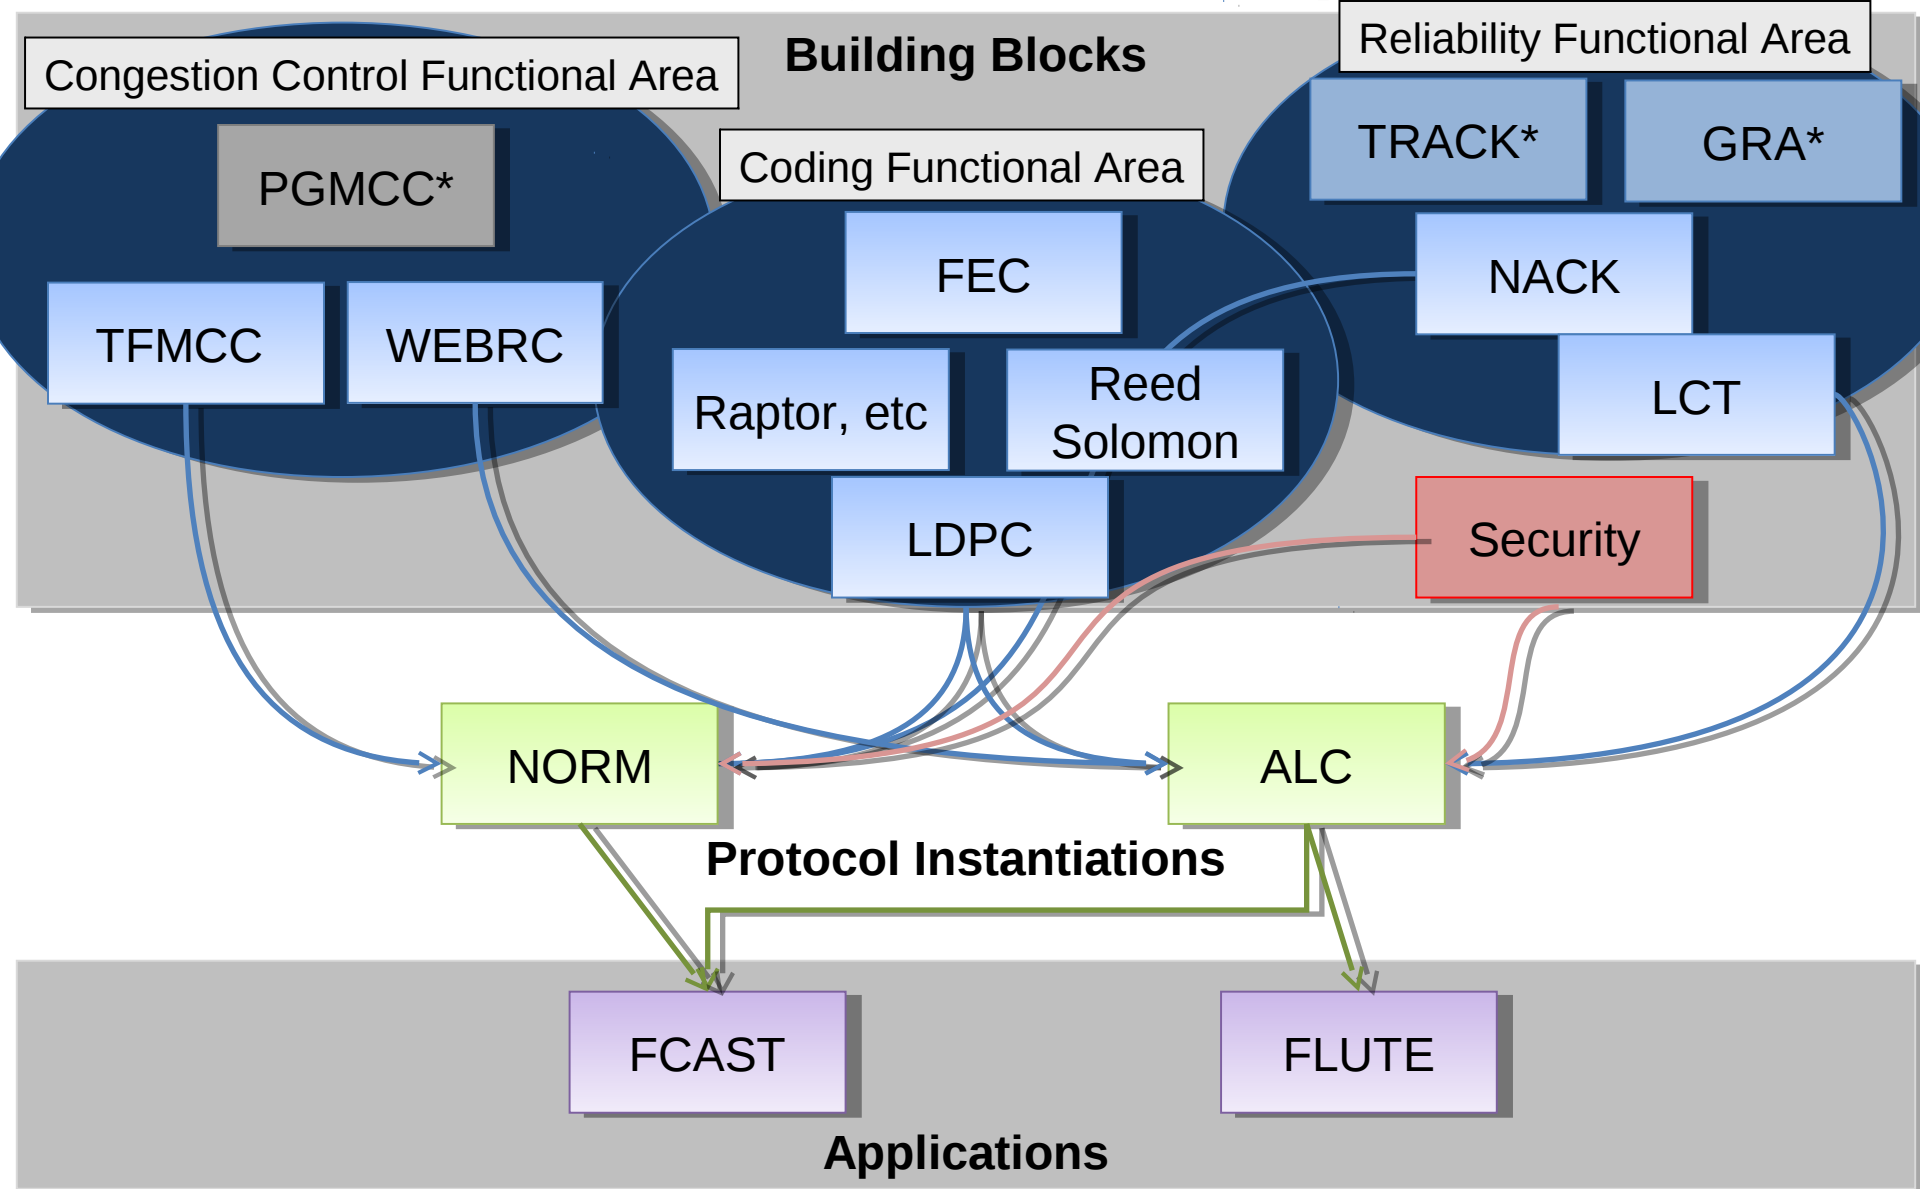 Building Blocks
Congestion Control Functional Area
PGMCC*
TFMCC
WEBRC
Coding Functional Area
FEC
Raptor, etc
Reed
Solomon
LDPC
Reliability Functional Area
TRACK*
GRA*
NACK
LCT
Security
NORM
ALC
Protocol Instantiations
FCAST
FLUTE
Applications